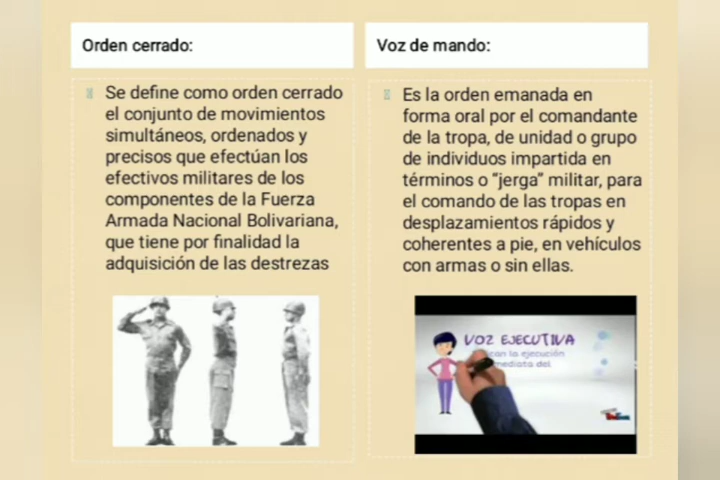 Orden cerrado:
Se define como orden cerrado
el conjunto de movimientos
simultáneos, ordenados y
precisos que efectúan los
efectivos militares de los
componentes de la Fuerza
Armada Nacional Bolivariana,
que tiene por finalidad la
adquisición de las destrezas
Voz de mando:
Es la orden emanada en
forma oral por el comandante
de la tropa, de unidad o grupo
de individuos impartida en
términos o “jerga” militar, para
el comando de las tropas en
desplazamientos rápidos y
coherentes a pie, en vehículos
con armas o sin ellas.
VOZ EJECUTIVA
la ejecución
del